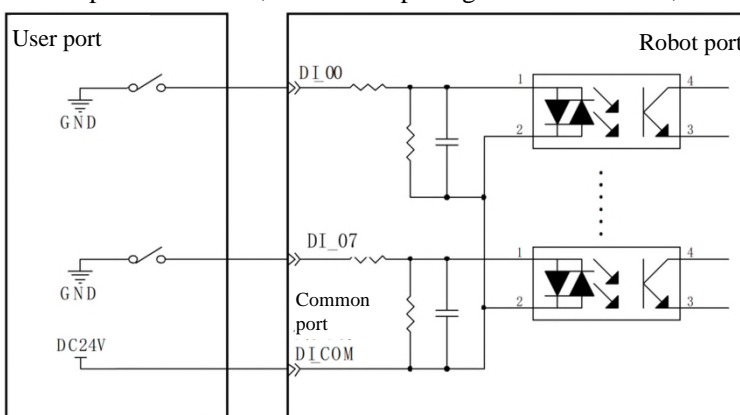 User port
Robot port
DI_00
1
4
GND
2
3
DI_07
1
4
GND
Common
port
2
3
DC24V
DI_COM